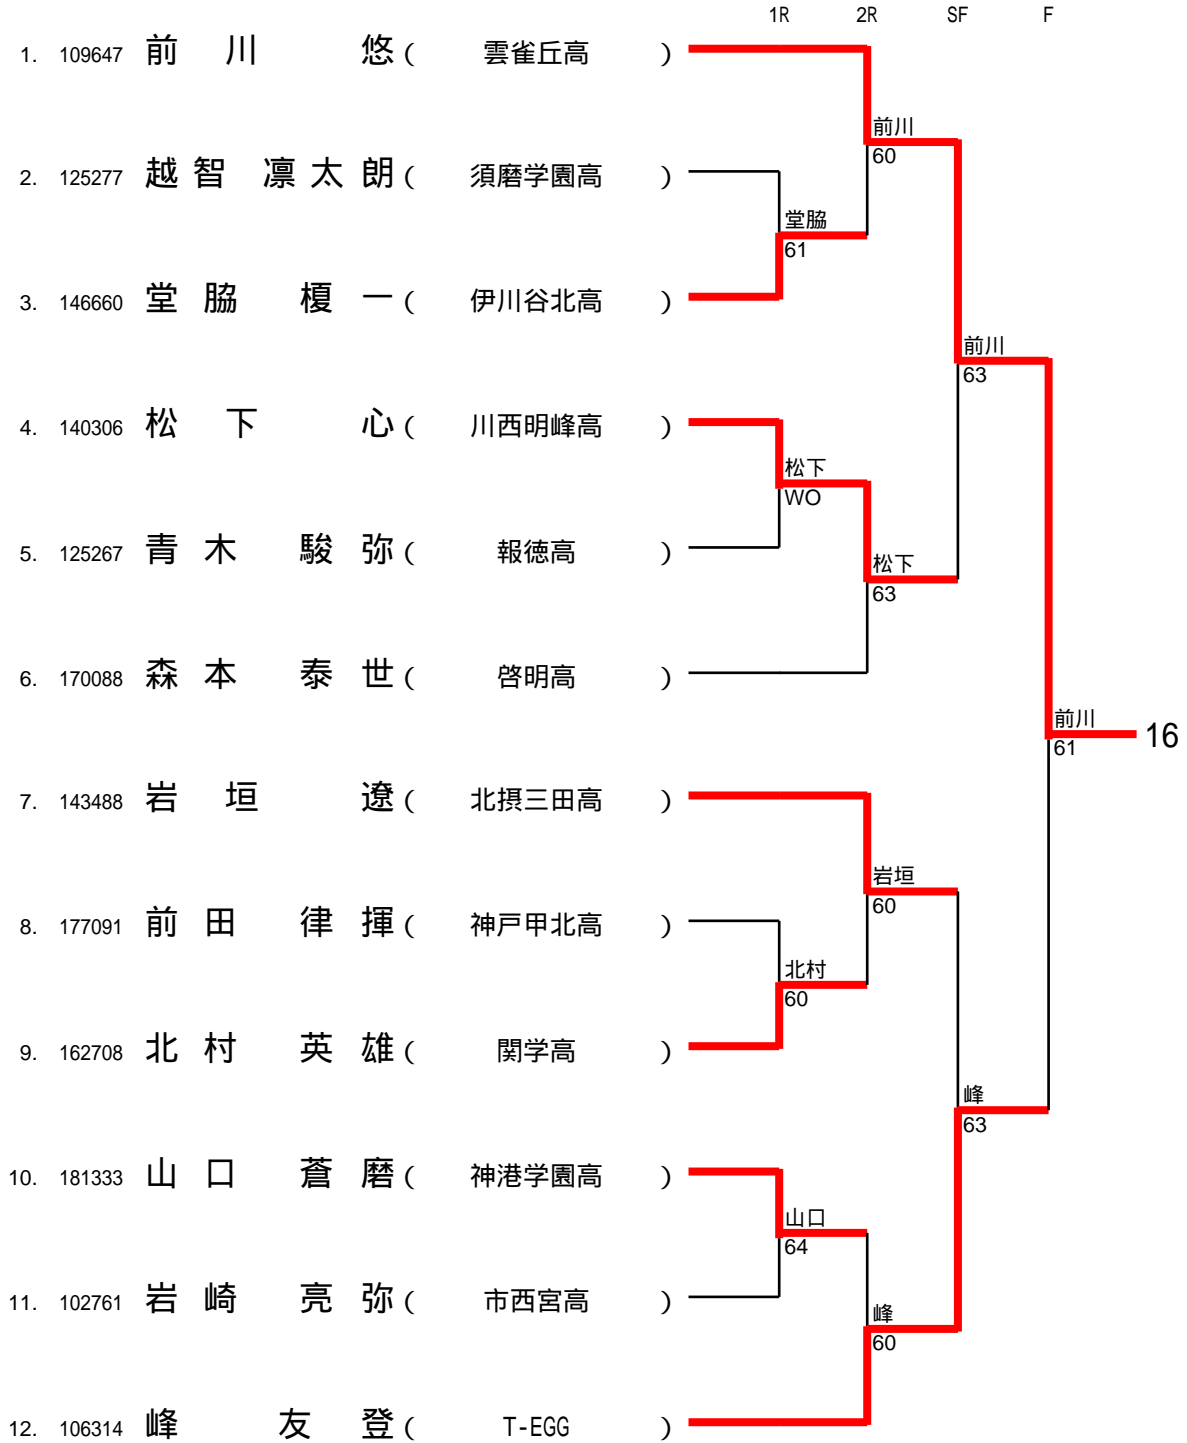 1R 2R SF F
1. 109647 前川 悠 ( 雲雀丘高 )
前川
60
2. 125277 越智 凛太朗 ( 須磨学園高 )
堂脇
61
3. 146660 堂脇 榎一 ( 伊川谷北高 )
前川
63
4. 140306 松下 心 ( 川西明峰高 )
松下
WO
5. 125267 青木 駿弥 ( 報徳高 )
松下
63
6. 170088 森本 泰世 ( 啓明高 )
前川
61
16
7. 143488 岩垣 遼 ( 北摂三田高 )
岩垣
60
8. 177091 前田 律揮 ( 神戸甲北高 )
北村
60
9. 162708 北村 英雄 ( 関学高 )
峰
63
10. 181333 山口 蒼磨 ( 神港学園高 )
山口
64
11. 102761 岩崎 亮弥 ( 市西宮高 )
峰
60
12. 106314 峰 友登 ( T-EGG )